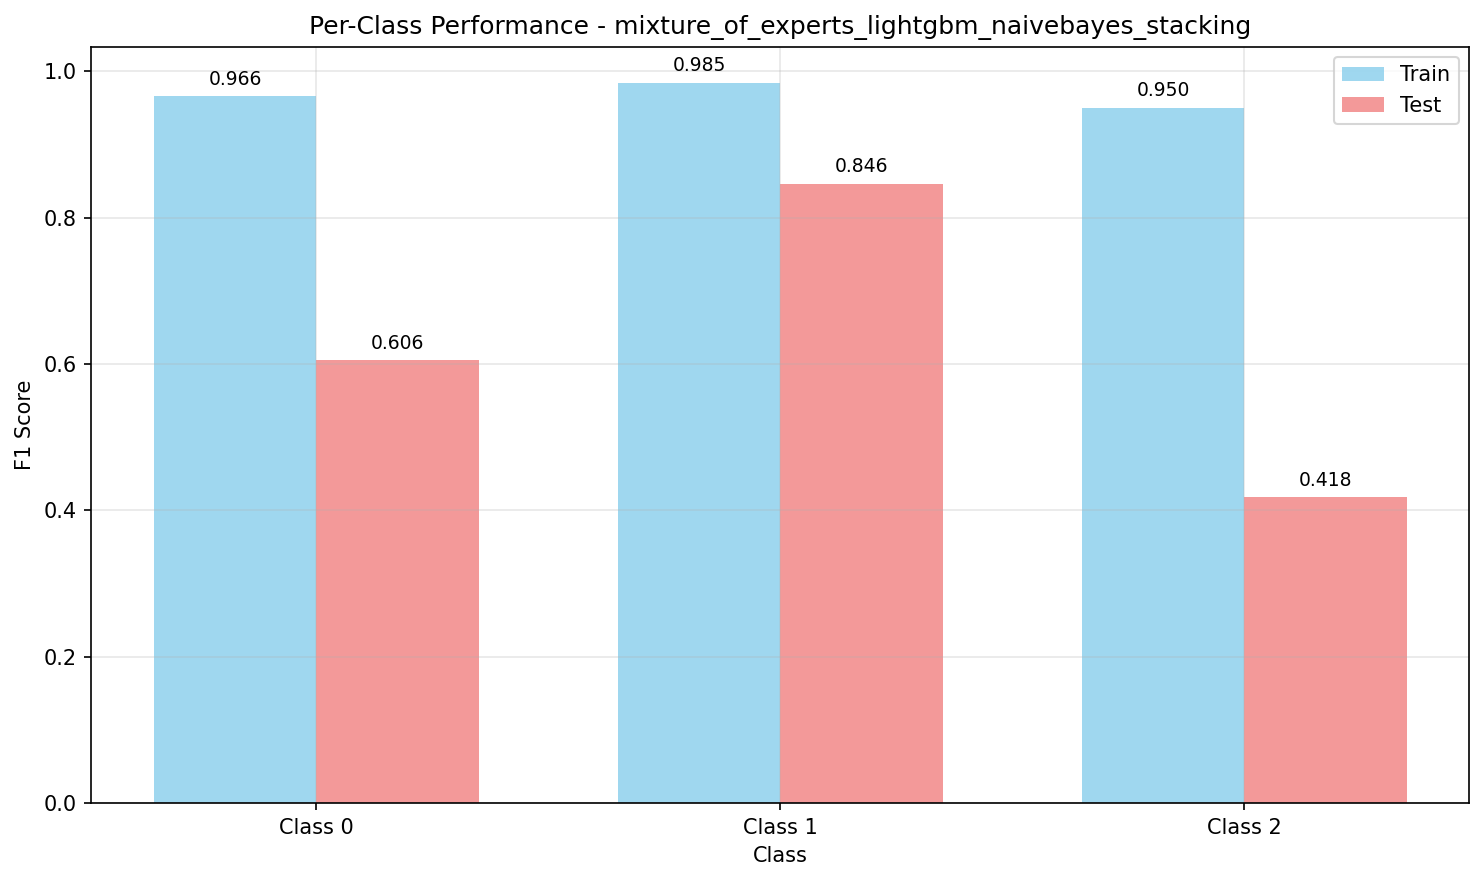 Per-Class Performance - mixture_of_experts_lightgbm_naivebayes_stacking
Train
Test
0.966
0.985
0.950
0.846
0.606
0.418
F1 Score
1.0
0.8
0.6
0.4
0.2
0.0
Class 0
Class 1
Class 2
Class